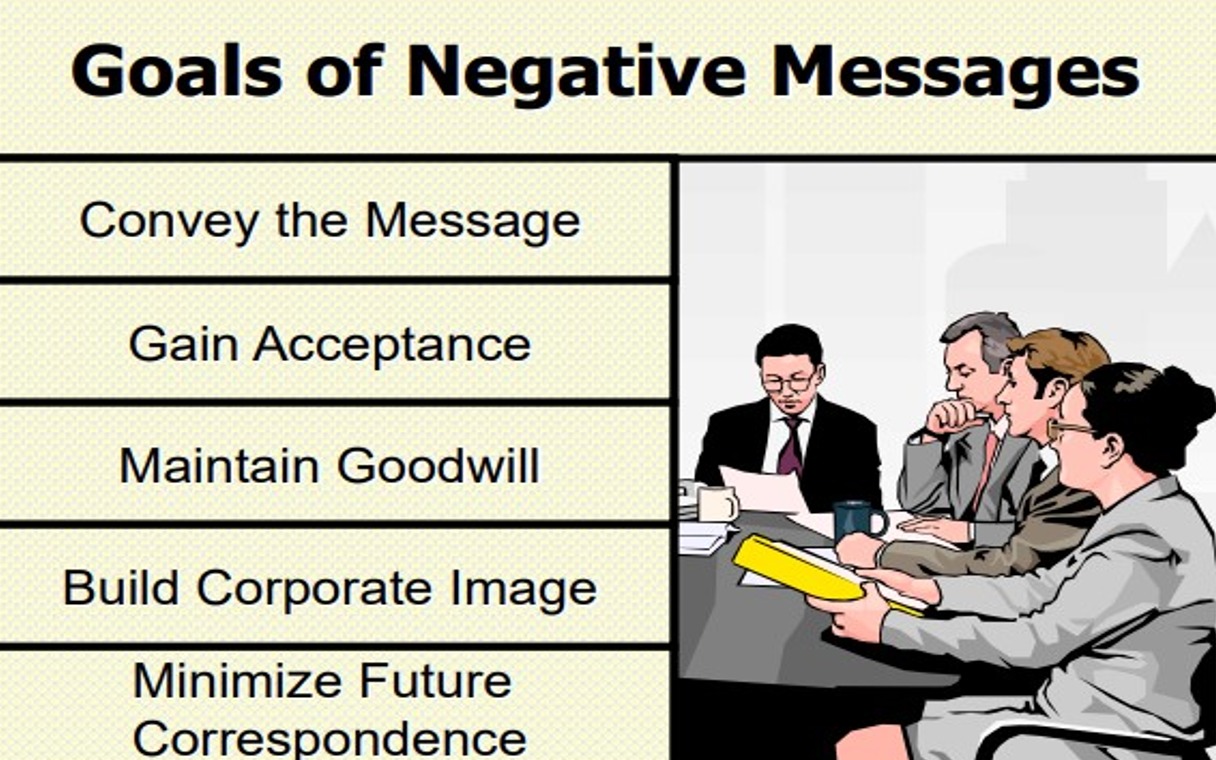 Goals of Negative Messages
Convey the Message
Gain Acceptance
Maintain Goodwill
Build Corporate Image
Minimize Future
Correspondence